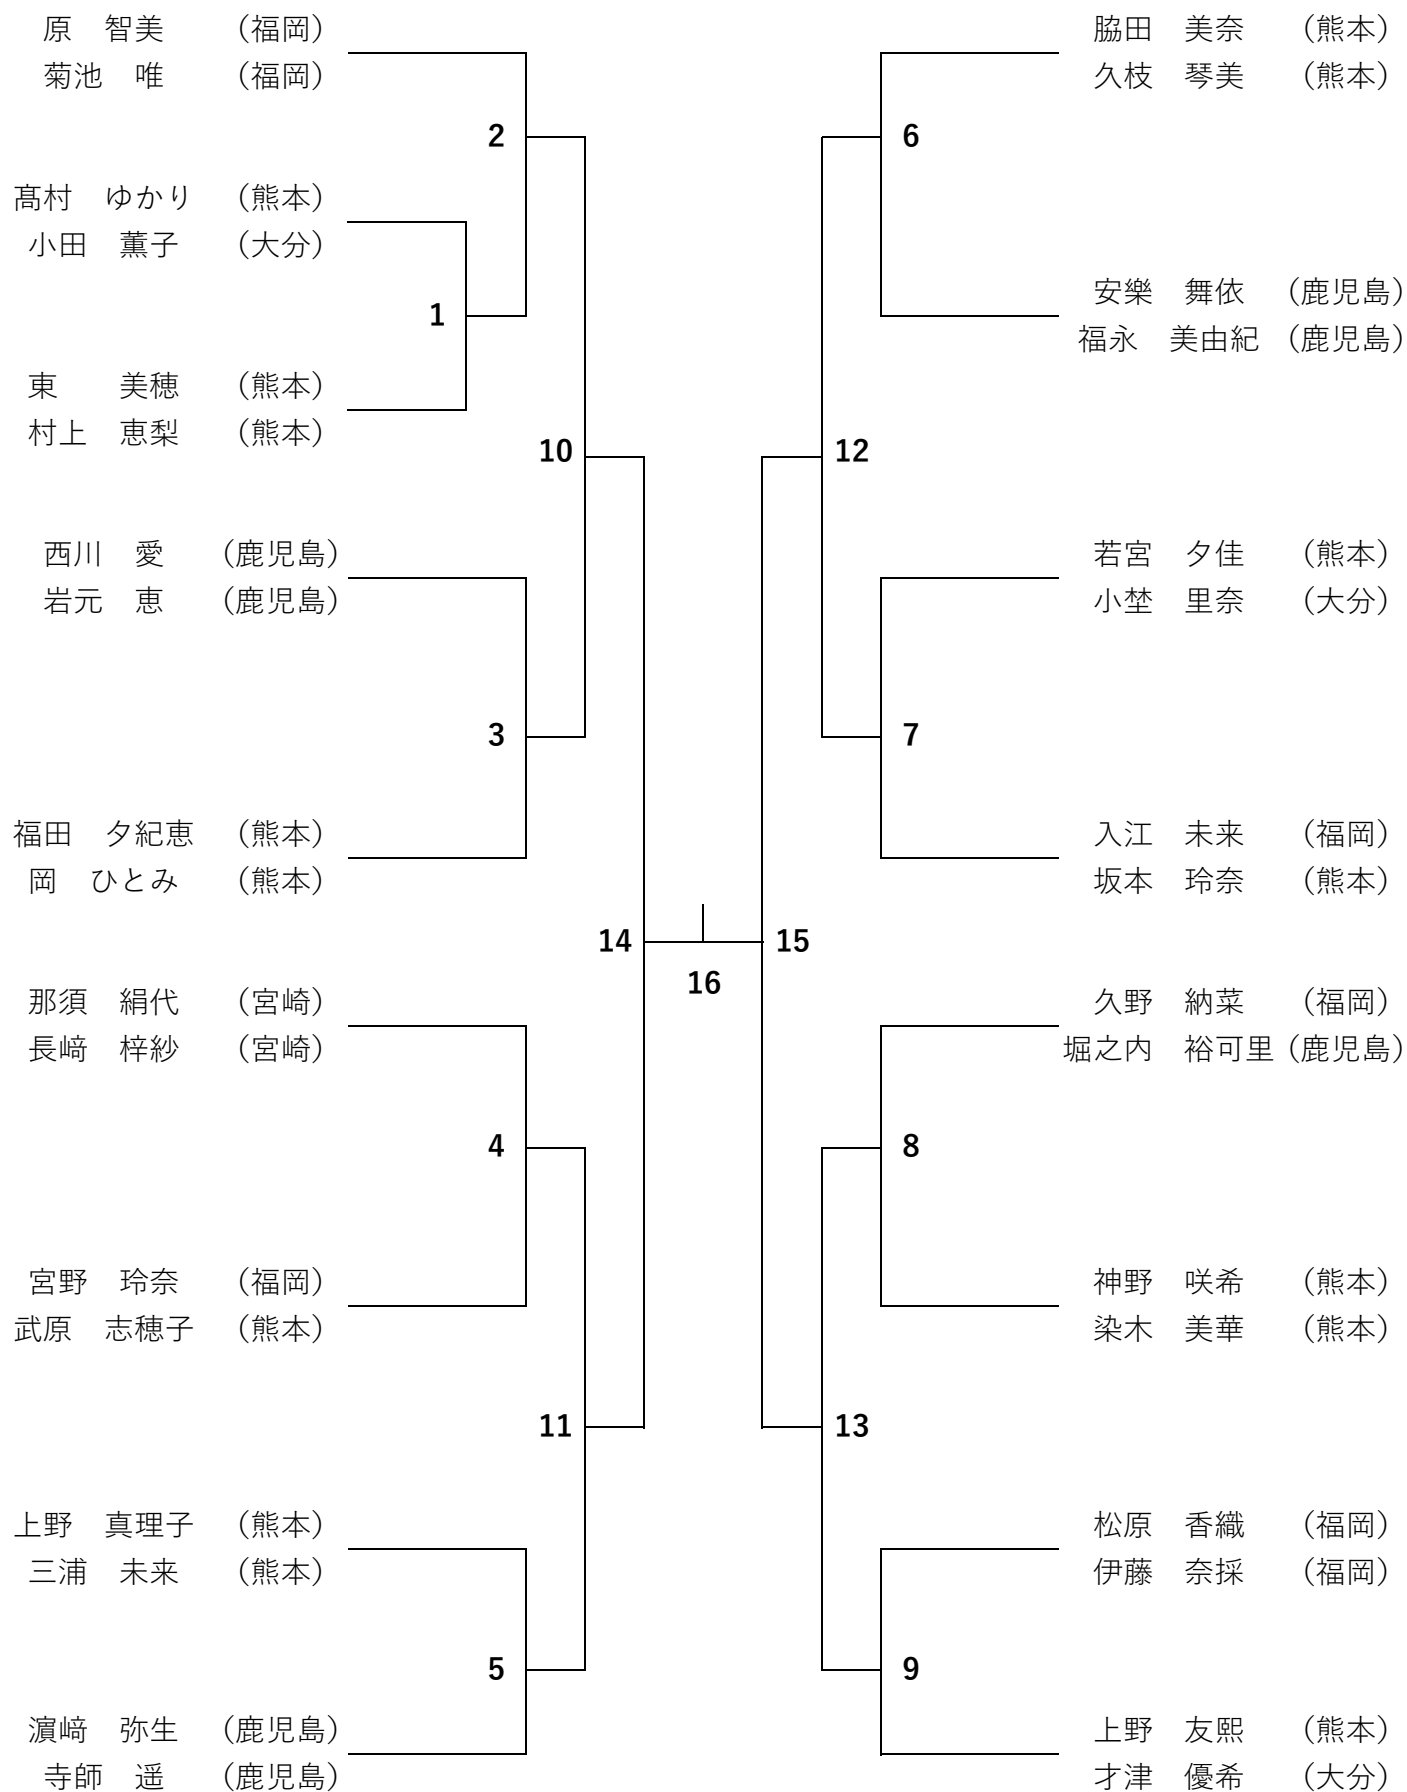 原　智美　（福岡）
菊池　唯　（福岡）
2
髙村　ゆかり　（熊本）
小田　薫子　（大分）
1
東　　美穂　（熊本）
村上　恵梨　（熊本）
10
西川　愛　（鹿児島）
岩元　恵　（鹿児島）
3
福田　夕紀恵　（熊本）
岡　ひとみ　（熊本）
14
那須　絹代　（宮崎）
長﨑　梓紗　（宮崎）
4
宮野　玲奈　（福岡）
武原　志穂子　（熊本）
11
上野　真理子　（熊本）
三浦　未来　（熊本）
5
濵﨑　弥生　（鹿児島）
寺師　遥　（鹿児島）
16
脇田　美奈　（熊本）
久枝　琴美　（熊本）
6
安樂　舞依　（鹿児島）
福永　美由紀　（鹿児島）
12
若宮　夕佳　（熊本）
小埜　里奈　（大分）
7
入江　未来　（福岡）
坂本　玲奈　（熊本）
15
久野　納菜　（福岡）
堀之内　裕可里　（鹿児島）
8
神野　咲希　（熊本）
染木　美華　（熊本）
13
松原　香織　（福岡）
伊藤　奈採　（福岡）
9
上野　友熙　（熊本）
才津　優希　（大分）